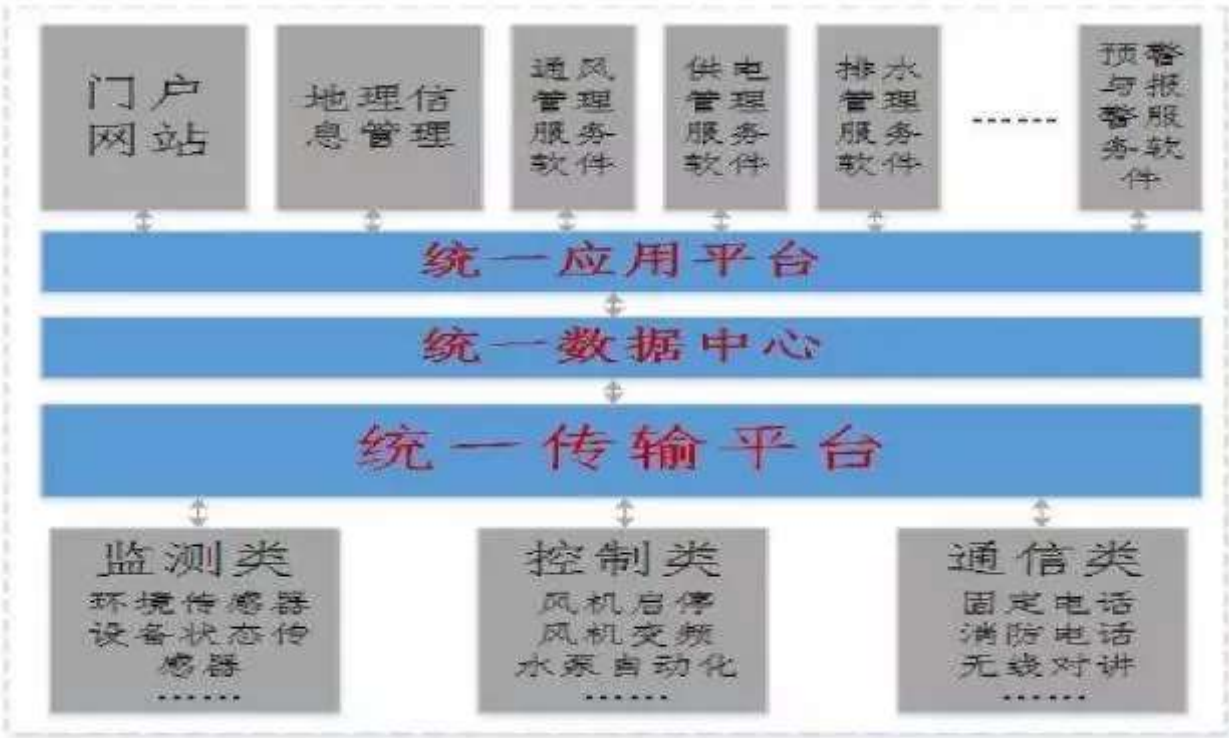 门户
网站
地理信
息管理
通风
管理
服务
软件
供电
管理
服务
软件
排水
管理
服务
软件
......
预警
与报
警服
务软
件
统一应用平台
统一数据中心
统一传输平台
监测类
环境传感器
设备状态传
感器
......
控制类
风机启停
风机变频
水泵自动化
......
通信类
固定电话
消防电话
无线对讲
......